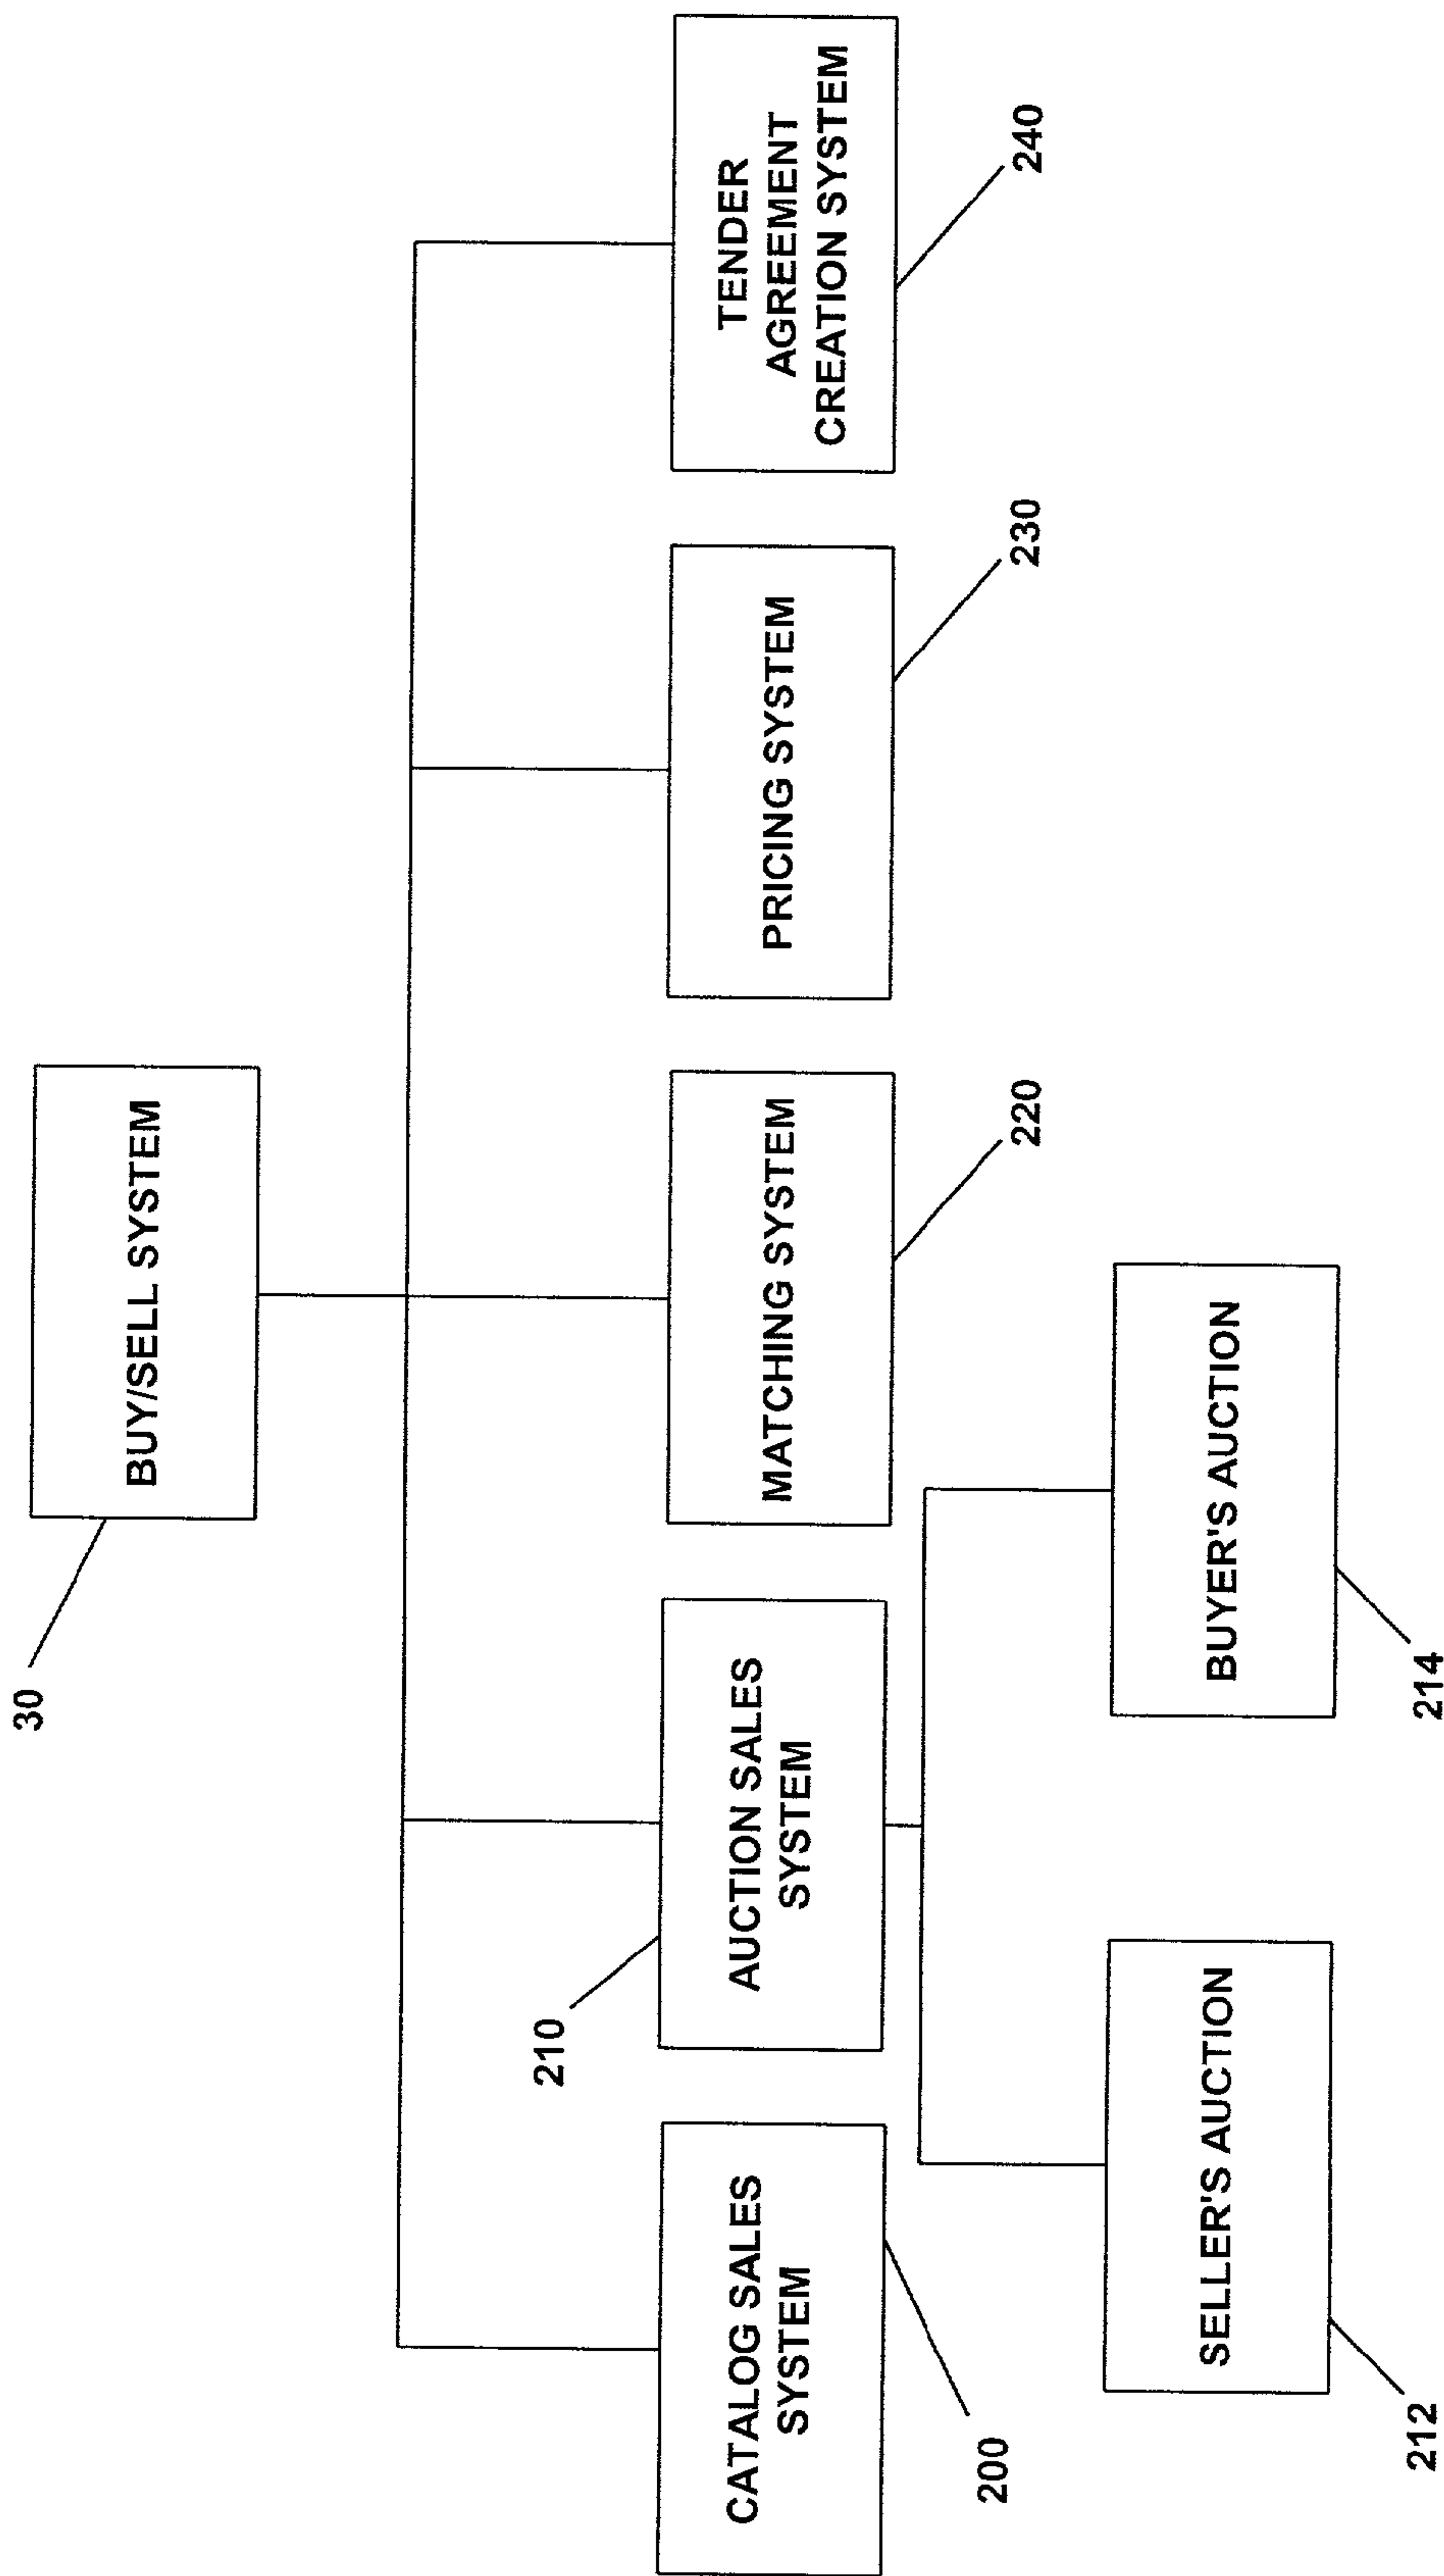 30
BUY/SELL SYSTEM
CATALOG SALES
SYSTEM
200
210
AUCTION SALES
SYSTEM
MATCHING SYSTEM
220
PRICING SYSTEM
230
TENDER
AGREEMENT
CREATION SYSTEM
240
SELLER'S AUCTION
212
BUYER'S AUCTION
214